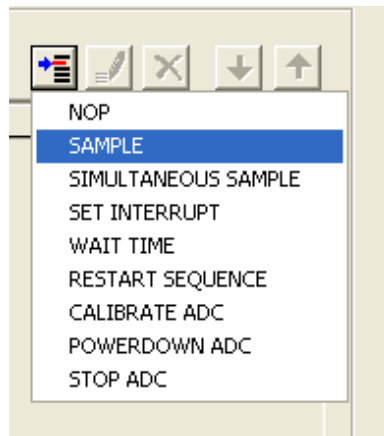 NOP
SAMPLE
SIMULTANEOUS SAMPLE
SET INTERRUPT
WAIT TIME
RESTART SEQUENCE
CALIBRATE ADC
POWERDOWN ADC
STOP ADC